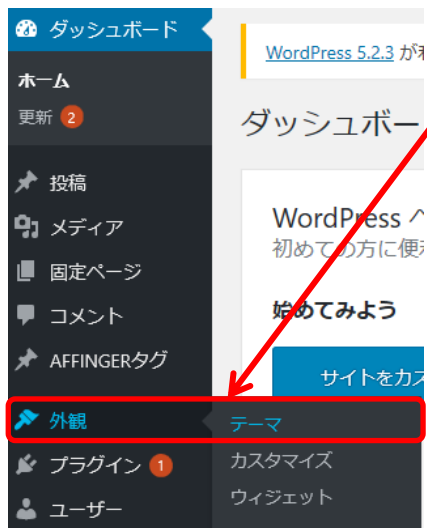 ダッシュボード
ホーム
更新 2
投稿
メディア
固定ページ
コメント
AFFINGERタグ
外観
プラグイン 1
ユーザー
テーマ
カスタマイズ
ウィジェット
WordPress 5.2.3 が
ダッシュボー
WordPress へ
初めての方に便
始めてみよう
サイトをカス